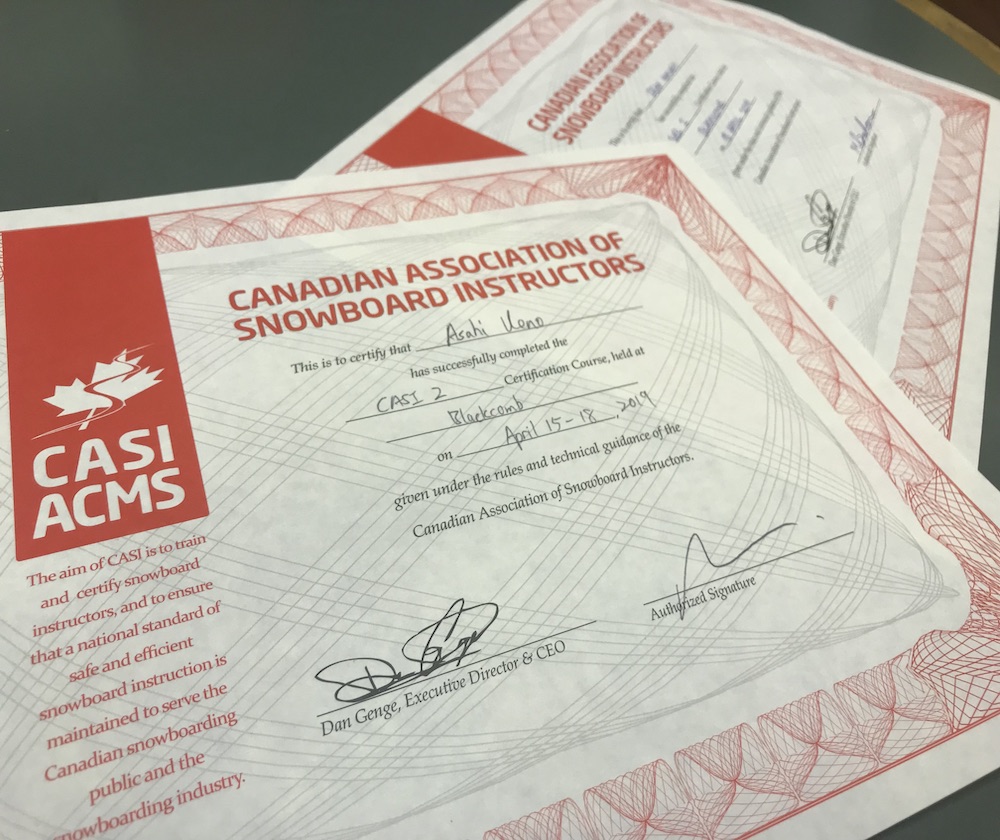 CANADIAN ASSOCIATION OF
SNOWBOARD INSTRUCTORS
This is to certify that Asahi Ueno
has successfully completed the
CASI 2 Certification Course, held at
Blackcomb
on April 15-18, 2019
given under the rules and technical guidance of the
Canadian Association of Snowboard Instructors.
CASI
ACMS
The aim of CASI is to train
and certify snowboard
instructors, and to ensure
that a national standard of
safe and efficient
snowboard instruction is
maintained to serve the
Canadian snowboarding
public and the
snowboarding industry.
Dan Genge, Executive Director & CEO
Authorized Signature
CANADIAN ASSOCIATION OF
SNOWBOARD INSTRUCTORS